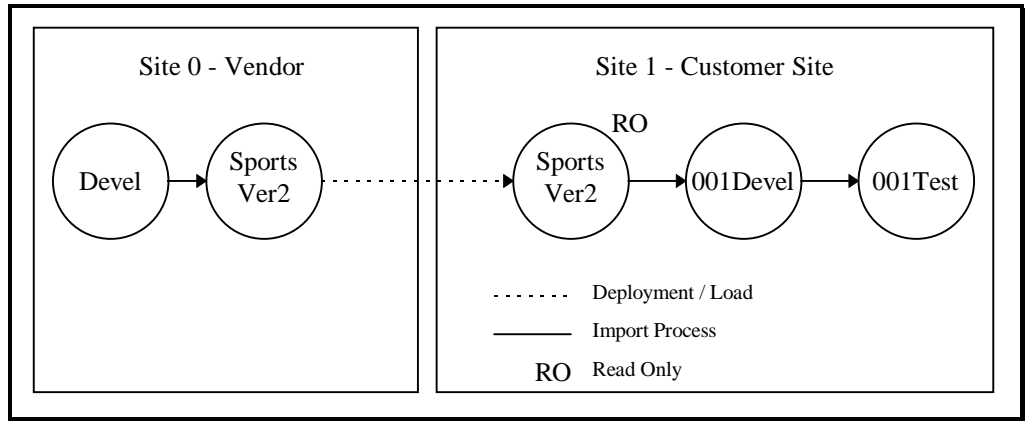 Site 0 - Vendor
Site 1 - Customer Site
Devel
Sports
Ver2
Sports
Ver2
RO
001Devel
001Test
Deployment / Load
Import Process
RO Read Only